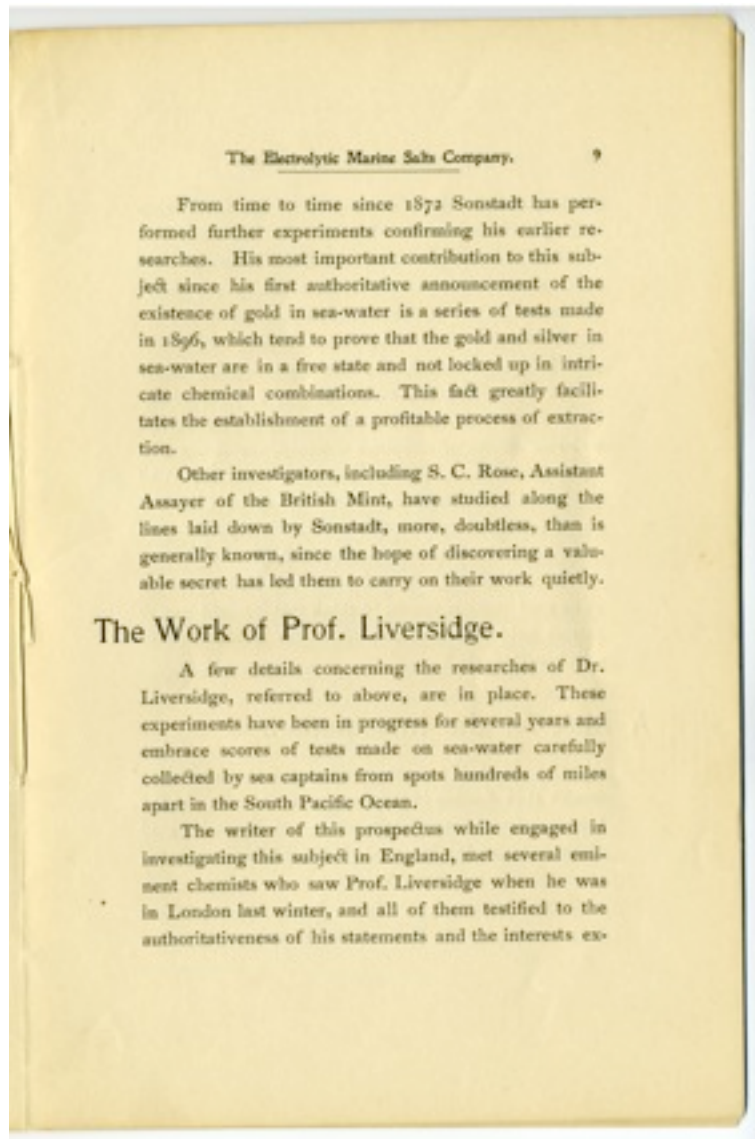 The Electrolytic Marine Salts Company. 9
From time to time since 1872 Sonstadt has per-
formed further experiments confirming his earlier re-
searches. His most important contribution to this sub-
ject since his first authoritative announcement of the
existence of gold in sea-water is a series of tests made
in 1896, which tend to prove that the gold and silver in
sea-water are in a free state and not locked up in intri-
cate chemical combinations. This fact greatly facili-
tates the establishment of a profitable process of extrac-
tion.
Other investigators, including S. C. Rose, Assistant
Assayer of the British Mint, have studied along the
lines laid down by Sonstadt, more, doubtless, than is
generally known, since the hope of discovering a valu-
able secret has led them to carry on their work quietly.
The Work of Prof. Liversidge.
A few details concerning the researches of Dr.
Liversidge, referred to above, are in place. These
experiments have been in progress for several years and
embrace scores of tests made on sea-water carefully
collected by sea captains from spots hundreds of miles
apart in the South Pacific Ocean.
The writer of this prospectus while engaged in
investigating this subject in England, met several emi-
nent chemists who saw Prof. Liversidge when he was
in London last winter, and all of them testified to the
authoritativeness of his statements and the interests ex-